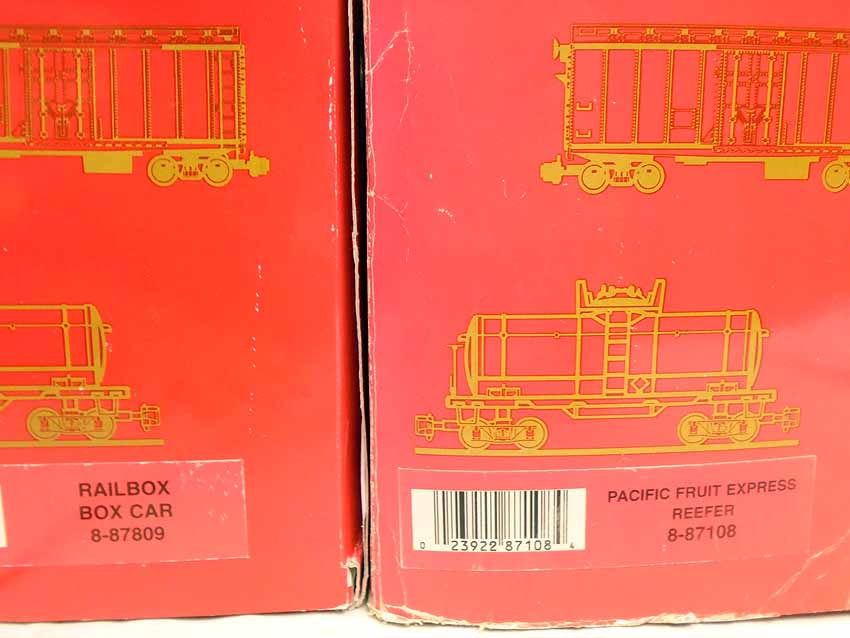 RAILBOX
BOX CAR
8-87809
PACIFIC FRUIT EXPRESS
REEFER
8-87108
0 23922 87108 4